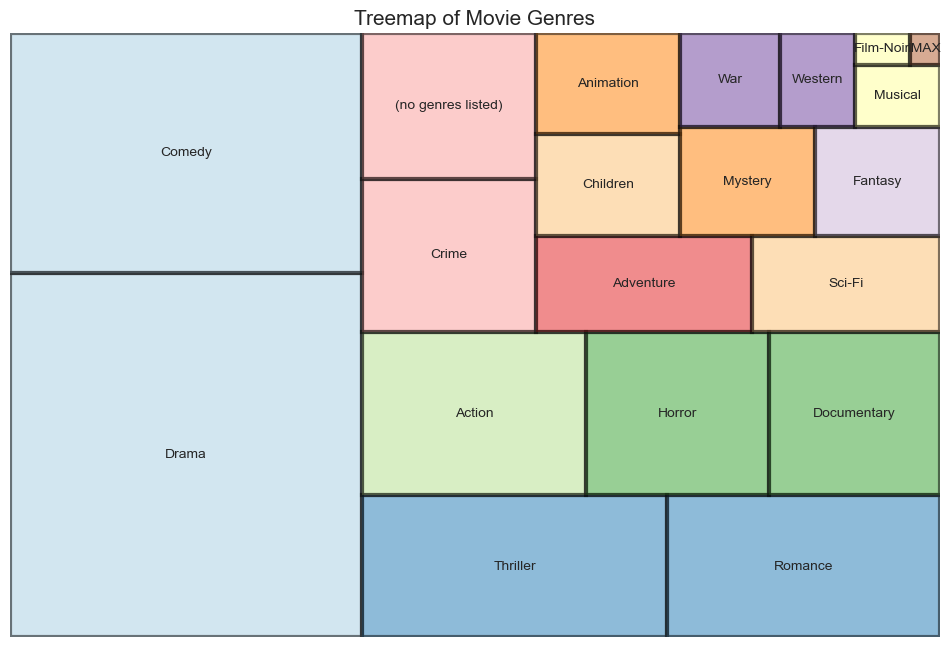 Treemap of Movie Genres
Film-Noir
MAX
War
Western
Animation
Musical
(no genres listed)
Comedy
Children
Mystery
Fantasy
Crime
Adventure
Sci-Fi
Action
Horror
Documentary
Drama
Thriller
Romance